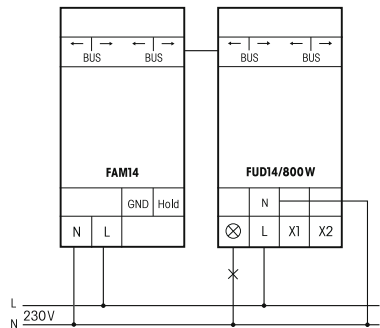 BUS BUS BUS BUS
FAM14 FUD14/800W
GND Hold N
N L L X1 X2
L
230V
N